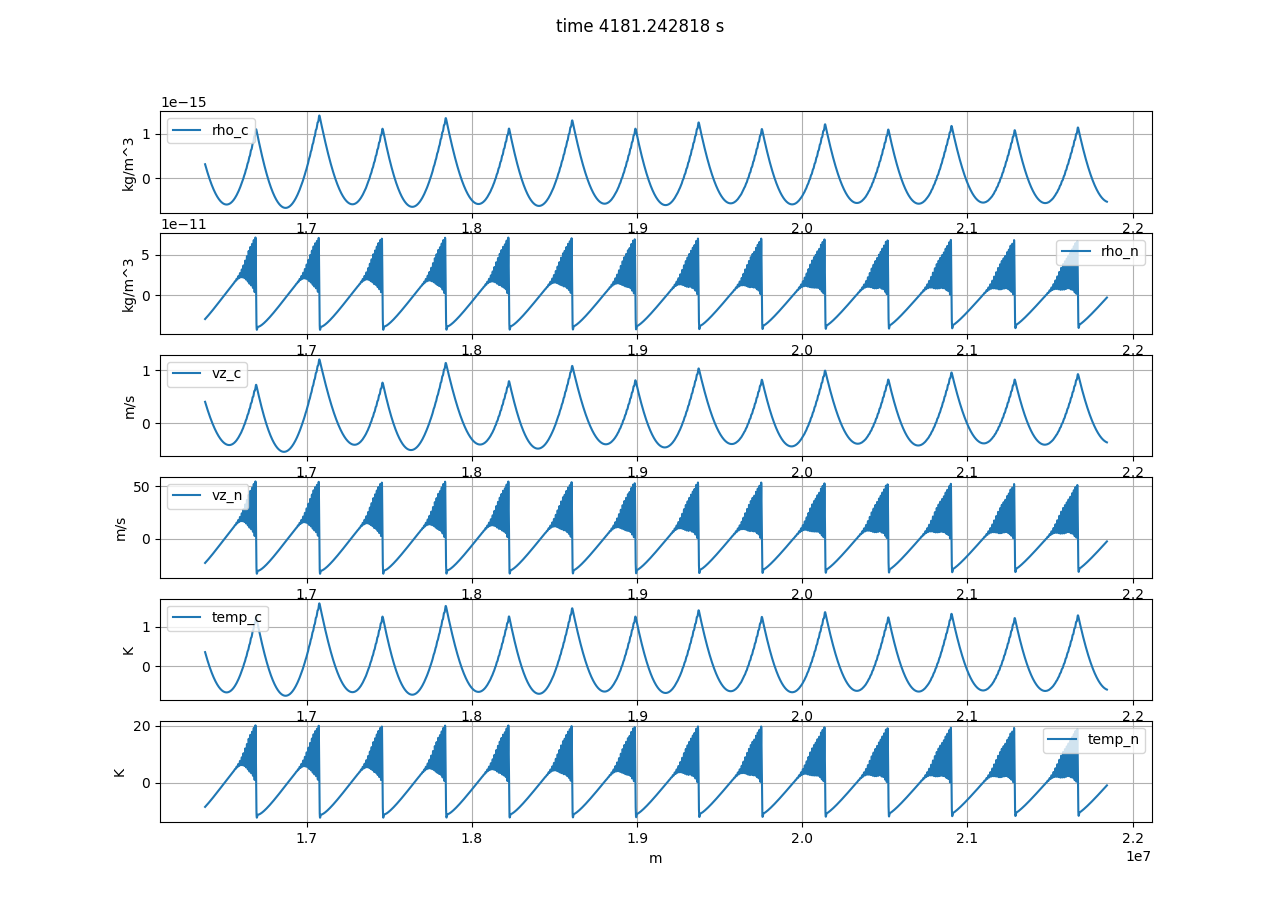 time 4181.242818 s
1e−15
1
0
kg/m^3
rho_c
1.7 1.8 1.9 2.0 2.1 2.2
1e−11
5
0
kg/m^3
rho_n
1.7 1.8 1.9 2.0 2.1 2.2
1
0
m/s
vz_c
1.7 1.8 1.9 2.0 2.1 2.2
50
0
m/s
vz_n
1.7 1.8 1.9 2.0 2.1 2.2
1
0
K
temp_c
1.7 1.8 1.9 2.0 2.1 2.2
20
0
K
temp_n
1.7 1.8 1.9 2.0 2.1 2.2
m
1e7